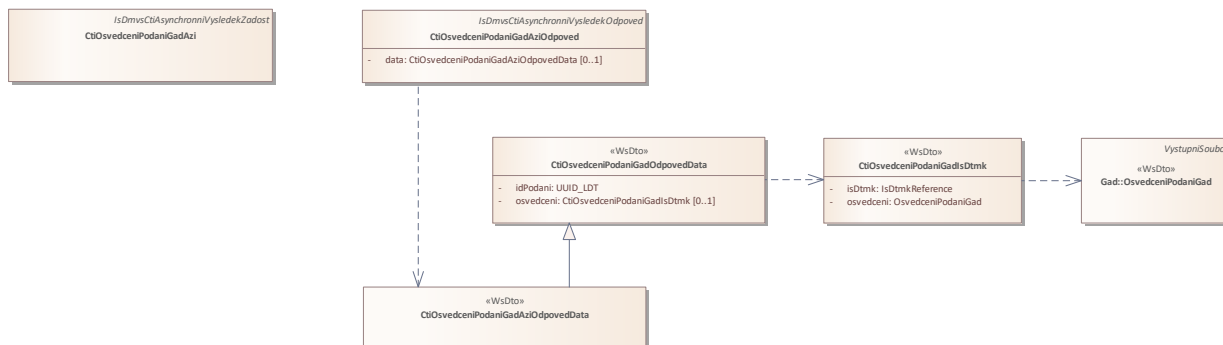 IsDmvsCtiAsynchronniVysledekZadost
CtiOsvedceniPodaniGadAzi
IsDmvsCtiAsynchronniVysledekOdpoved
CtiOsvedceniPodaniGadAziOdpoved
- data: CtiOsvedceniPodaniGadAziOdpovedData [0..1]
«WsDto»
CtiOsvedceniPodaniGadOdpovedData
- idPodani: UUID_LDT
- osvedceni: CtiOsvedceniPodaniGadIsDtmk [0..1]
«WsDto»
CtiOsvedceniPodaniGadIsDtmk
- isDtmk: IsDtmkReference
- osvedceni: OsvedceniPodaniGad
«WsDto»
Gad::OsvedceniPodaniGad
«WsDto»
CtiOsvedceniPodaniGadAziOdpovedData